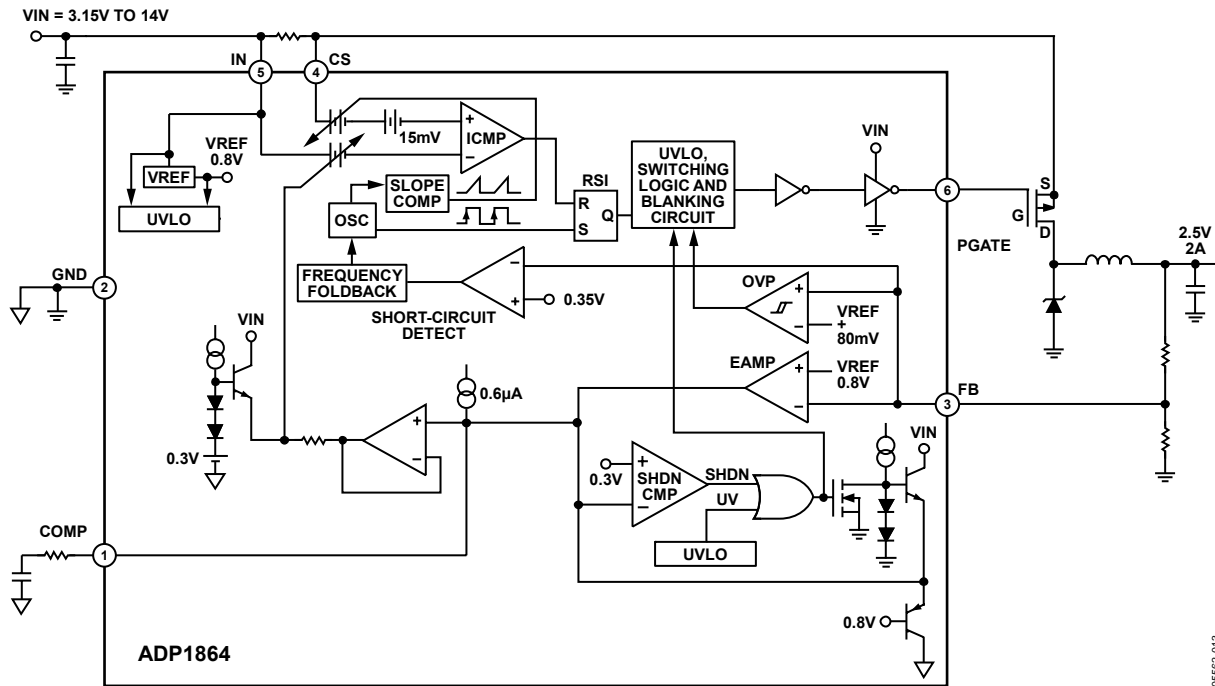 VIN = 3.15V TO 14V
IN
5
4
CS
15mV
+
–
ICMP
VREF
0.8V
VREF
UVLO
SLOPE
COMP
OSC
RSI
R
S
Q
UVLO,
SWITCHING
LOGIC AND
BLANKING
CIRCUIT
VIN
6
PGATE
S
G
D
2.5V
2A
GND
2
FREQUENCY
FOLDBACK
–
+
0.35V
SHORT-CIRCUIT
DETECT
OVP
+
–
VREF
+
80mV
EAMP
+
–
VREF
0.8V
3
FB
VIN
0.3V
0.6µA
+
–
0.3V
+
–
SHDN
CMP
SHDN
UV
UVLO
VIN
0.8V
COMP
1
ADP1864
05562-013